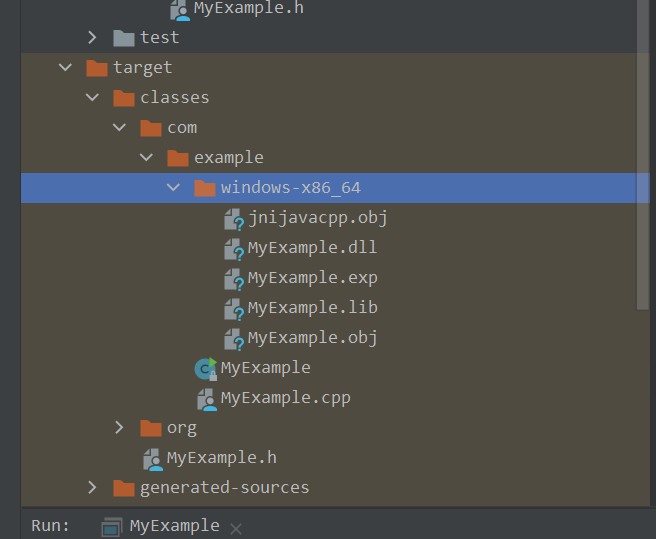 MyExample.h
test
target
classes
com
example
windows-x86_64
jnijavacpp.obj
MyExample.dll
MyExample.exp
MyExample.lib
MyExample.obj
MyExample
MyExample.cpp
org
MyExample.h
generated-sources
Run: MyExample